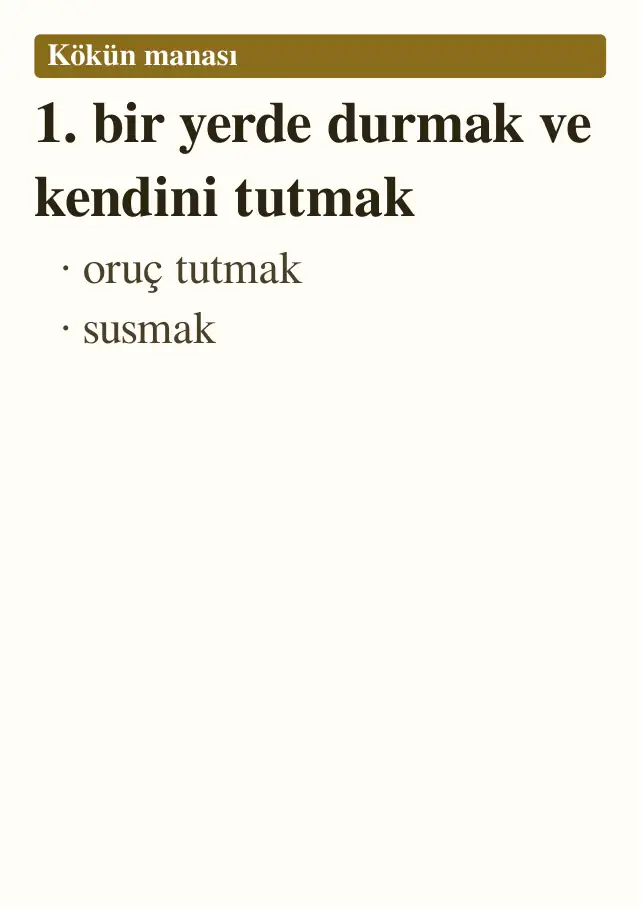 Kökün manası
1. bir yerde durmak ve
kendini tutmak
· oruç tutmak
· susmak